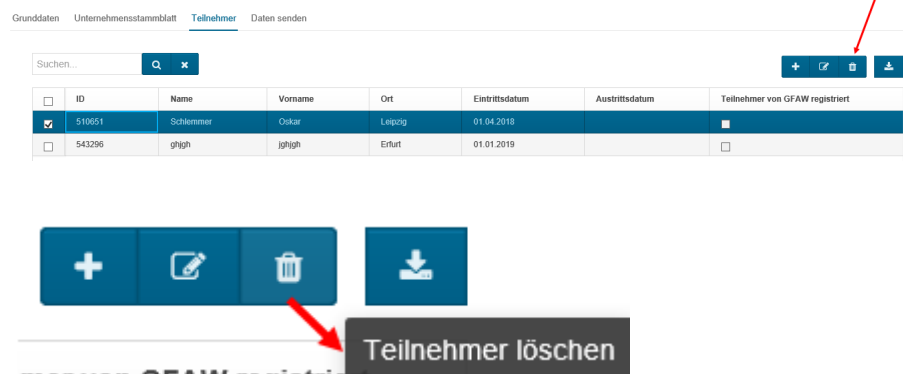 Grunddaten Unternehmensstammblatt Teilnehmer Daten senden
Suchen...
ID Name Vorname Ort Eintrittsdatum Austrittsdatum Teilnehmer von GFAW registriert
510651 Schlemmer Oskar Leipzig 01.04.2018
543296 ghjgh jghjgh Erfurt 01.01.2019
Teilnehmer löschen